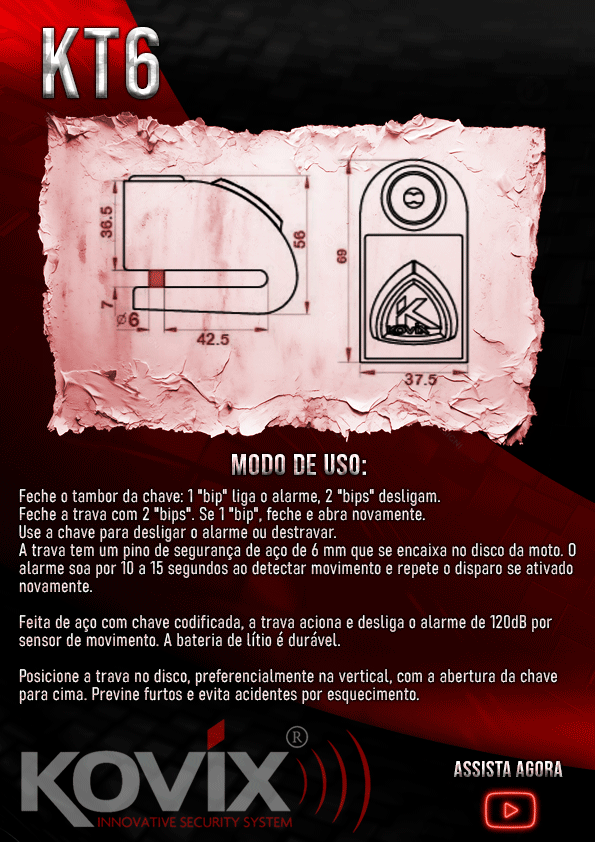 KT6
36.5
56
7
Ø6
42.5
69
K
KOVIX
37.5
MODO DE USO:
Feche o tambor da chave: 1 "bip" liga o alarme, 2 "bips" desligam.
Feche a trava com 2 "bips". Se 1 "bip", feche e abra novamente.
Use a chave para desligar o alarme ou destravar.
A trava tem um pino de segurança de aço de 6 mm que se encaixa no disco da moto. O
alarme soa por 10 a 15 segundos ao detectar movimento e repete o disparo se ativado
novamente.
Feita de aço com chave codificada, a trava aciona e desliga o alarme de 120dB por
sensor de movimento. A bateria de lítio é durável.
Posicione a trava no disco, preferencialmente na vertical, com a abertura da chave
para cima. Previne furtos e evita acidentes por esquecimento.
KOVIX®
INNOVATIVE SECURITY SYSTEM
ASSISTA AGORA